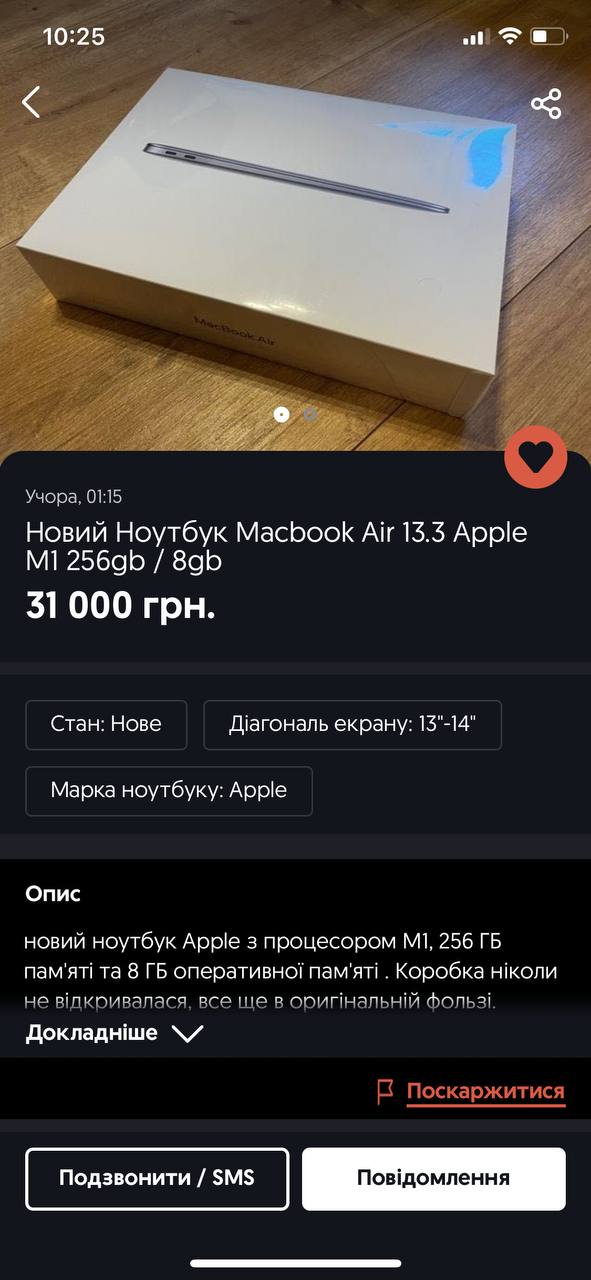 10:25
MacBook Air
Учора, 01:15
Новий Ноутбук Macbook Air 13.3 Apple
M1 256gb / 8gb
31 000 грн.
Стан: Нове
Діагональ екрану: 13"-14"
Марка ноутбуку: Apple
Опис
новий ноутбук Apple з процесором M1, 256 ГБ
пам'яті та 8 ГБ оперативної пам'яті . Коробка ніколи
не відкривалася, все ще в оригінальній фользі.
Докладніше
Поскаржитися
Подзвонити / SMS
Повідомлення